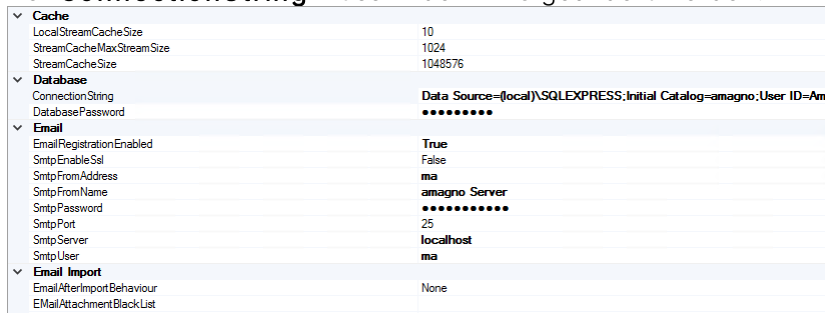 ConnectionString
Cache
LocalStreamCacheSize 10
StreamCacheMaxStreamSize 1024
StreamCacheSize 1048576
Database
ConnectionString Data Source=(local)\SQLEXPRESS;Initial Catalog=amagno;User ID=Am
DatabasePassword ●●●●●●●●●
Email
EmailRegistrationEnabled True
SmtpEnableSsl False
SmtpFromAddress ma
SmtpFromName amagno Server
SmtpPassword ●●●●●●●●●●●
SmtpPort 25
SmtpServer localhost
SmtpUser ma
Email Import
EmailAfterImportBehaviour None
EMailAttachmentBlackList